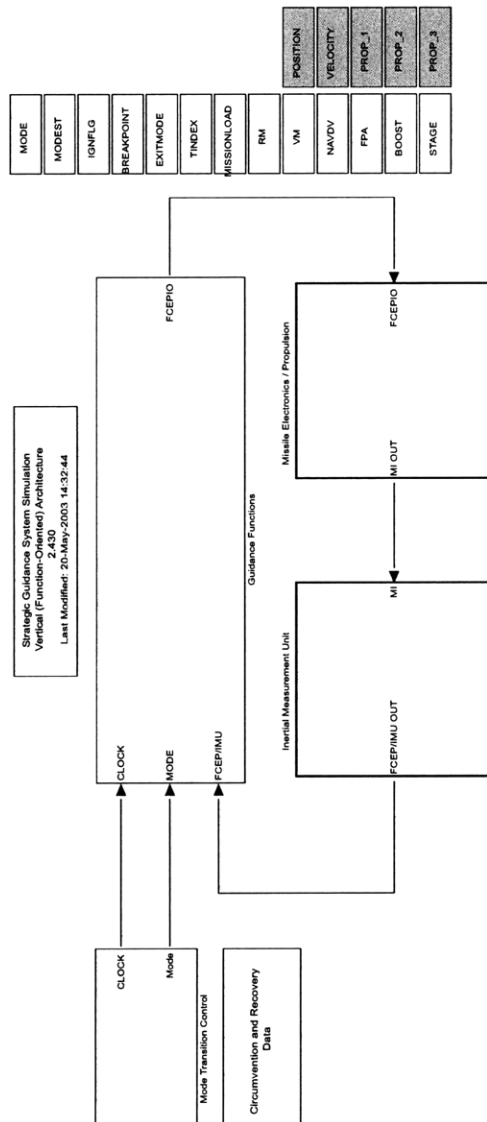 Strategic Guidance System Simulation
Vertical (Function-Oriented) Architecture
2.430
Last Modified: 20-May-2003 14:32:44
CLOCK
Mode
Mode Transition Control
Circumvention and Recovery
Data
CLOCK
MODE
FCEP/IMU
FCEPIO
Guidance Functions
Inertial Measurement Unit
FCEP/IMU OUT
MI
Missile Electronics / Propulsion
MI OUT
FCEPIO
MODE
MODEST
IGNFLG
BREAKPOINT
EXITMODE
TINDEX
MISSIONLOAD
RM
VM
NAVDV
FPA
BOOST
STAGE
POSITION
VELOCITY
PROP_1
PROP_2
PROP_3